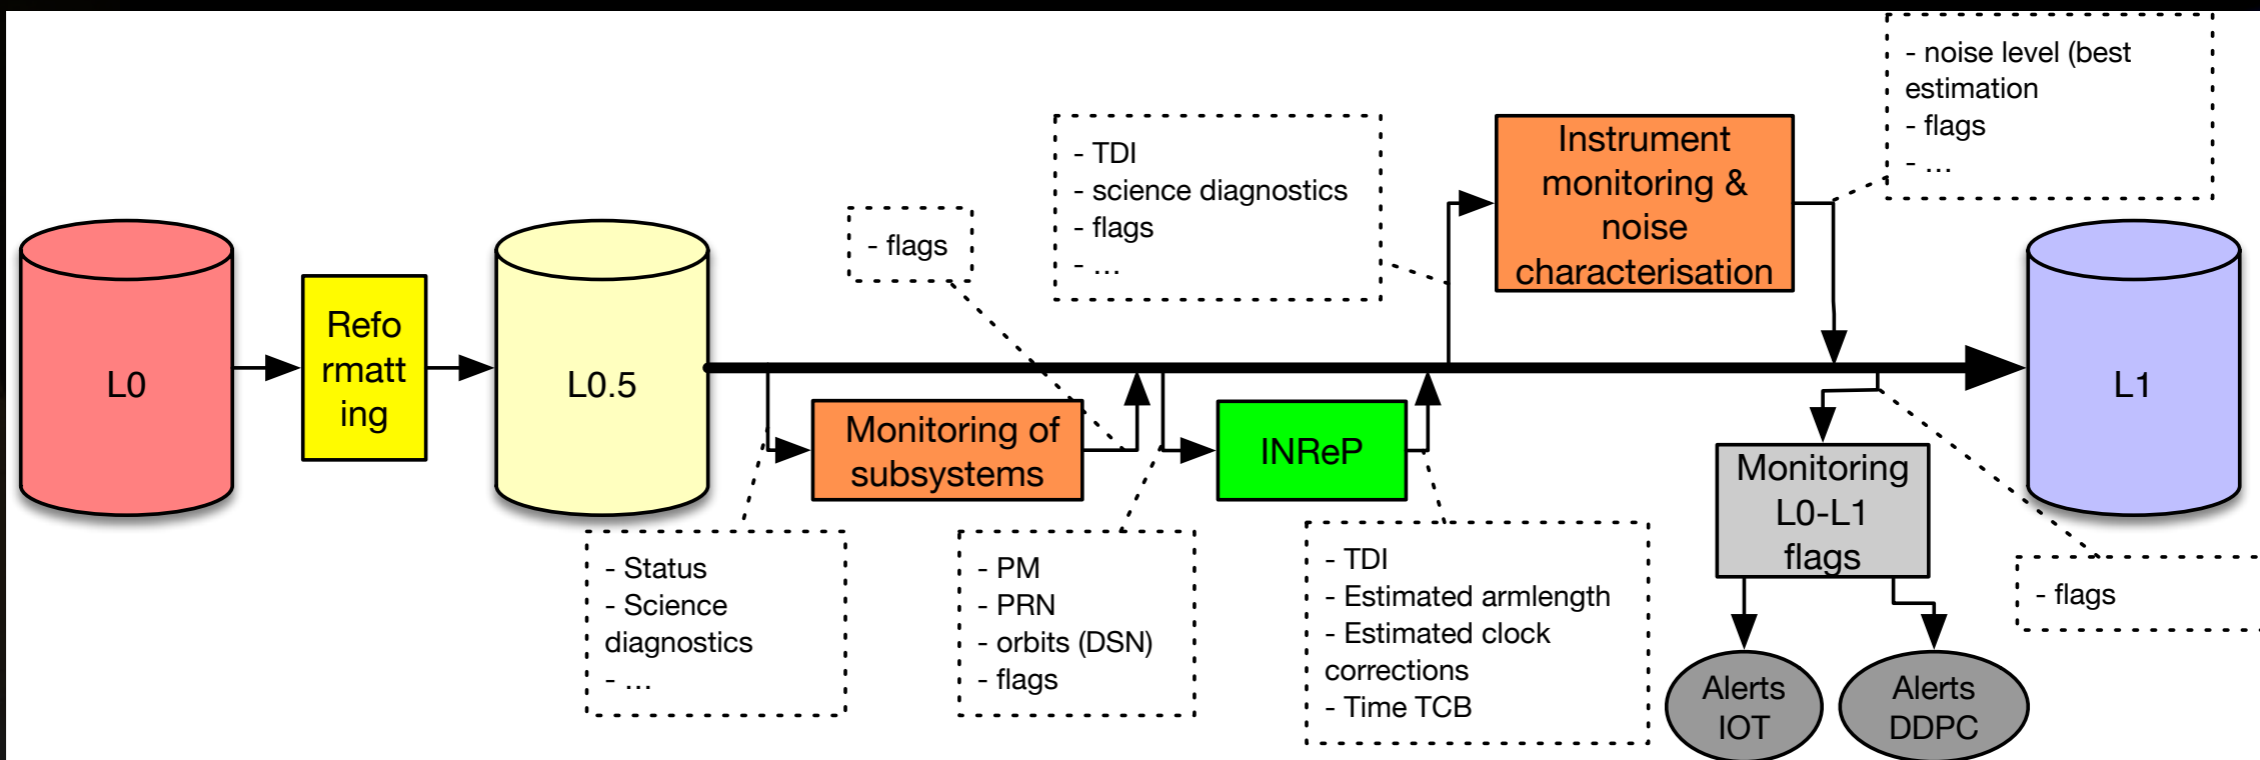 L0
Refo
rmatt
ing
L0.5
- flags
Monitoring of
subsystems
- Status
- Science
diagnostics
- ...
- PM
- PRN
- orbits (DSN)
- flags
INReP
- TDI
- science diagnostics
- flags
- ...
- TDI
- Estimated armlength
- Estimated clock
corrections
- Time TCB
Instrument
monitoring &
noise
characterisation
- noise level (best
estimation
- flags
- ...
Monitoring
L0-L1
flags
- flags
Alerts
IOT
Alerts
DDPC
L1